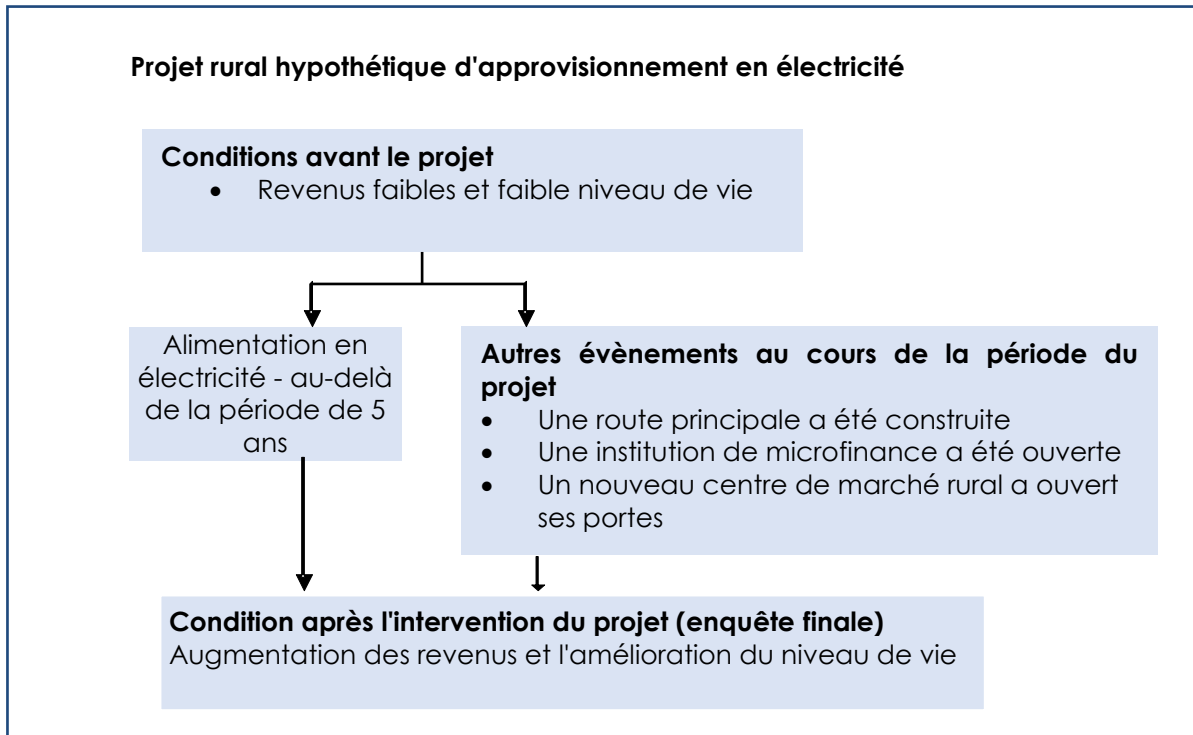 Projet rural hypothétique d'approvisionnement en électricité
Conditions avant le projet
• Revenus faibles et faible niveau de vie
Alimentation en
électricité - au-delà
de la période de 5
ans
Autres évènements au cours de la période du
projet
• Une route principale a été construite
• Une institution de microfinance a été ouverte
• Un nouveau centre de marché rural a ouvert
ses portes
Condition après l'intervention du projet (enquête finale)
Augmentation des revenus et l'amélioration du niveau de vie